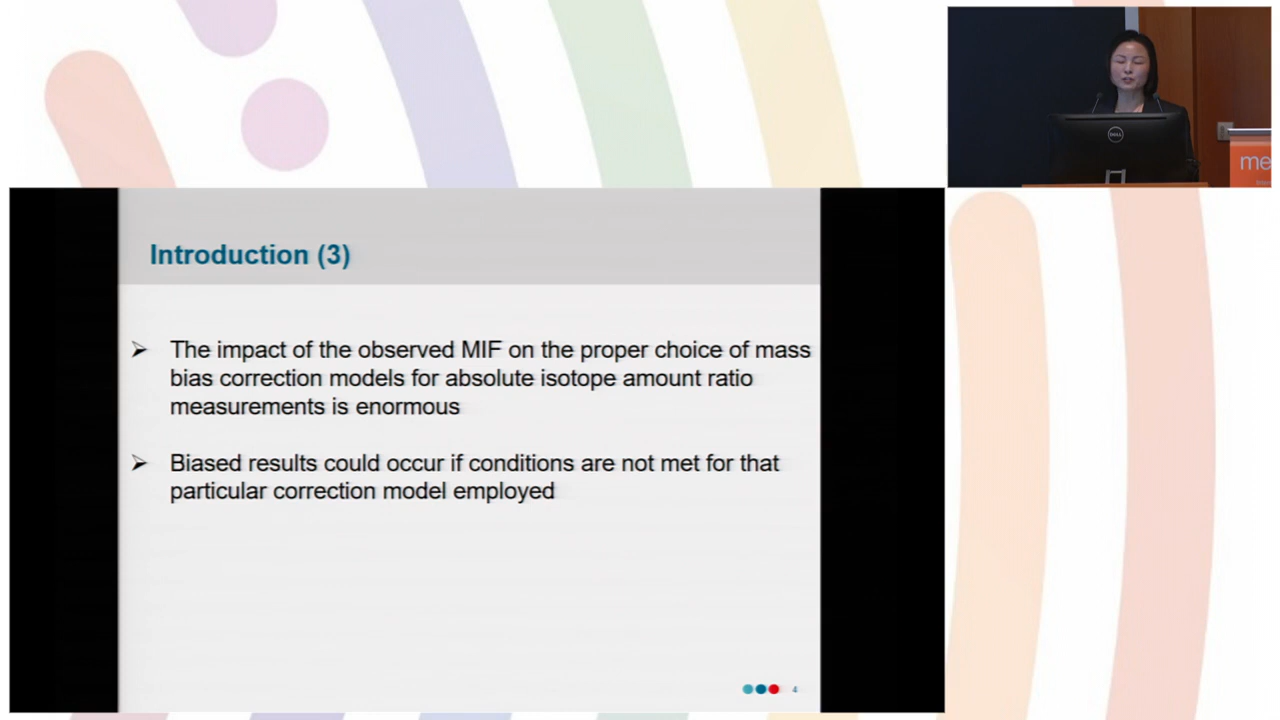 DELL
me
Introduction (3)
The impact of the observed MIF on the proper choice of mass
bias correction models for absolute isotope amount ratio
measurements is enormous
Biased results could occur if conditions are not met for that
particular correction model employed
4